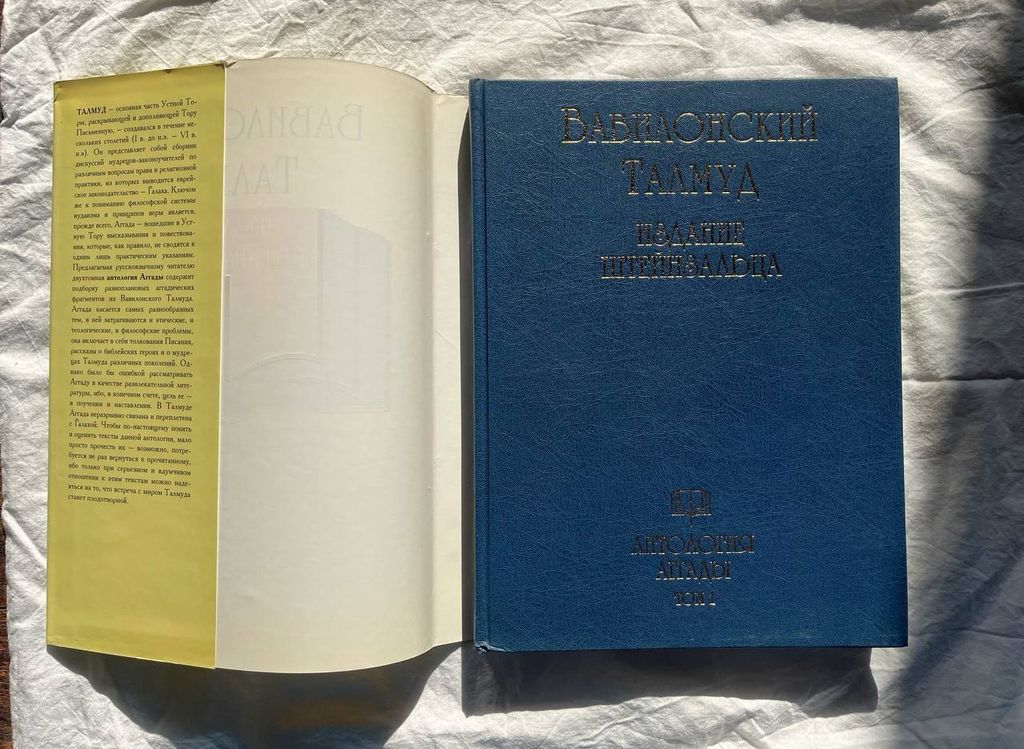 ТАЛМУД — основная часть Устной То-
ры, раскрывающей и дополняющей Тору
Письменную, — создавался в течение не-
скольких столетий (I в. до н.э. — VI в.
н.э). Он представляет собой сборник
дискуссий мудрецов-законоучителей по
различным вопросам права и религиозной
практики, из которых выводится еврей-
ское законодательство — Галаха. Ключом
же к пониманию философской системы
иудаизма и принципов веры является,
прежде всего, Аггада — вошедшие в Уст-
ную Тору высказывания и повествова-
ния, которые, как правило, не сводятся к
одним лишь практическим указаниям.
Предлагаемая русскоязычному читателю
двухтомная антология Аггады содержит
подборку разноплановых аггадических
фрагментов из Вавилонского Талмуда.
Аггада касается самых разнообразных
тем, в ней затрагиваются и этические, и
теологические, и философские проблемы,
она включает в себя толкования Писания,
рассказы о библейских героях и о мудре-
цах Талмуда различных поколений. Од-
нако было бы ошибкой рассматривать
Аггаду в качестве развлекательной лите-
ратуры, ибо, в конечном счете, цель ее —
в поучении и наставлении. В Талмуде
Аггада неразрывно связана и переплетена
с Галахой. Чтобы по-настоящему понять
и оценить тексты данной антологии, мало
просто прочесть их — возможно, потре-
буется не раз вернуться к прочитанному,
ибо только при серьезном и вдумчивом
отношении к этим текстам можно наде-
яться на то, что встреча с миром Талмуда
станет плодотворной.
ВАВИЛОНСКИЙ
ТАЛМУД
ИЗДАНИЕ
ШТЕЙНЗАЛЬЦА
АНТОЛОГИЯ
АГГАДЫ
ТОМ I